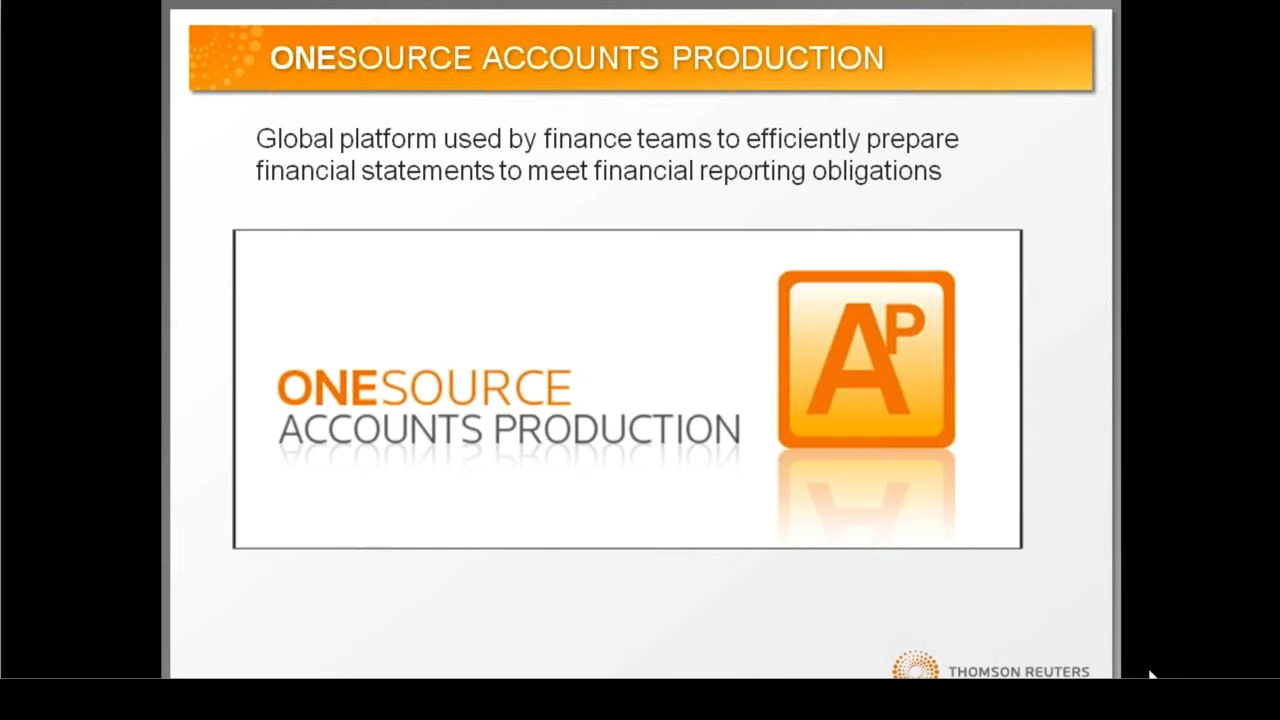 ONESOURCE ACCOUNTS PRODUCTION
Global platform used by finance teams to efficiently prepare
financial statements to meet financial reporting obligations
ONESOURCE
ACCOUNTS PRODUCTION
AP
THOMSON REUTERS